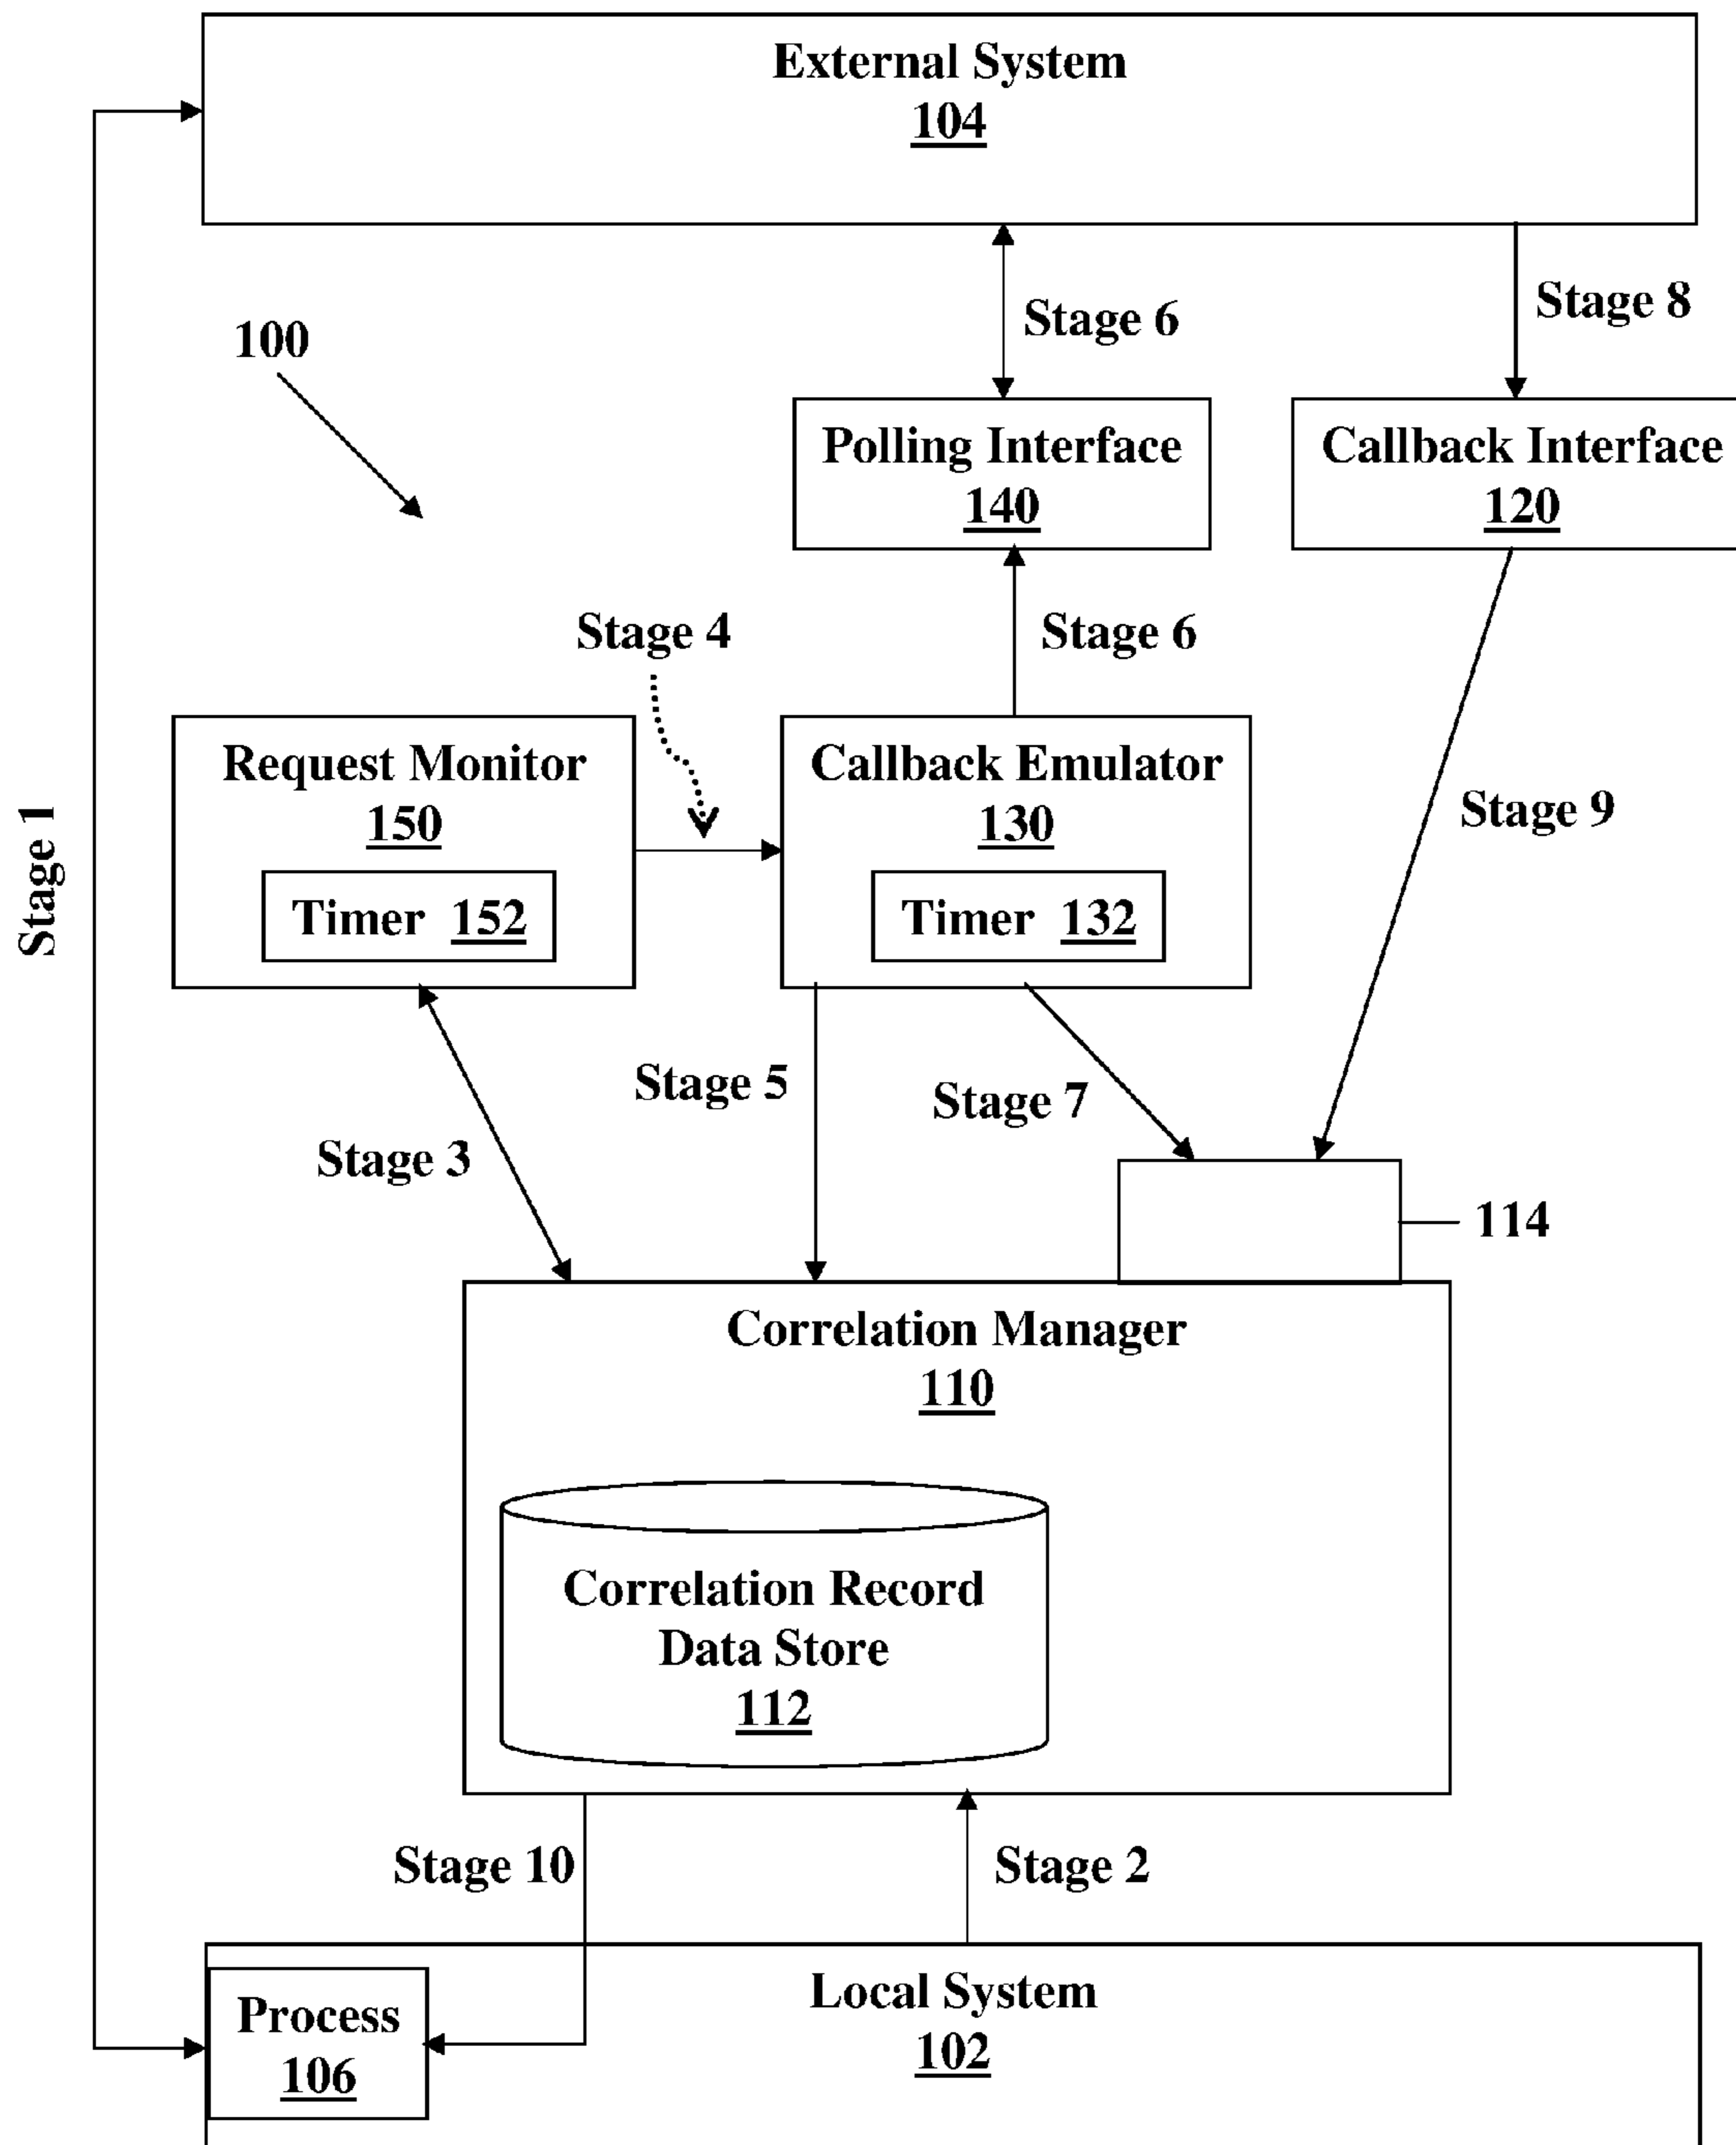 External System
104
Stage 6
Stage 8
100
Polling Interface
140
Callback Interface
120
Stage 4
Stage 6
Stage 1
Request Monitor
150
Timer 152
Callback Emulator
130
Timer 132
Stage 9
Stage 5
Stage 7
Stage 3
114
Correlation Manager
110
Correlation Record
Data Store
112
Stage 10
Stage 2
Process
106
Local System
102